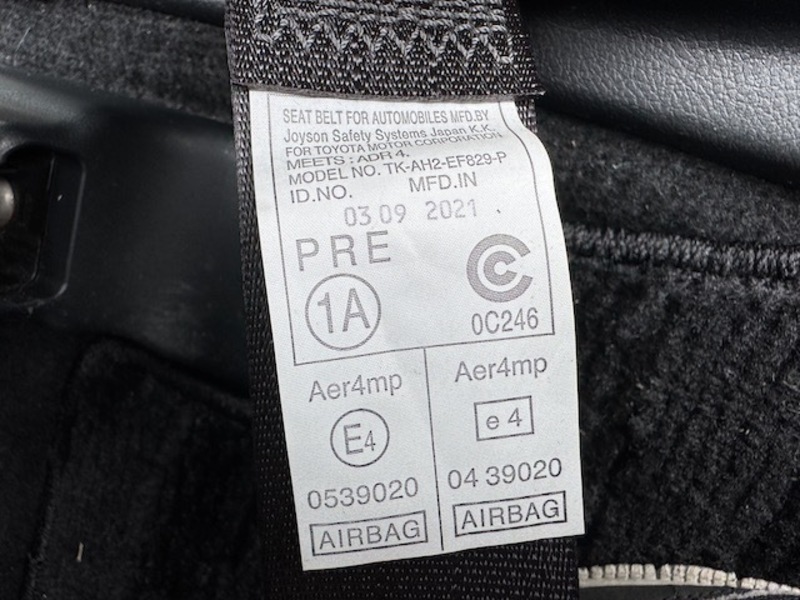 SEAT BELT FOR AUTOMOBILES MFD.BY
Joyson Safety Systems Japan K.K.
FOR TOYOTA MOTOR CORPORATION
MEETS : ADR 4.
MODEL NO. TK-AH2-EF829-P
ID.NO. MFD.IN
03 09 2021
PRE
1A
0C246
Aer4mp
E4
0539020
AIRBAG
Aer4mp
e 4
04 39020
AIRBAG